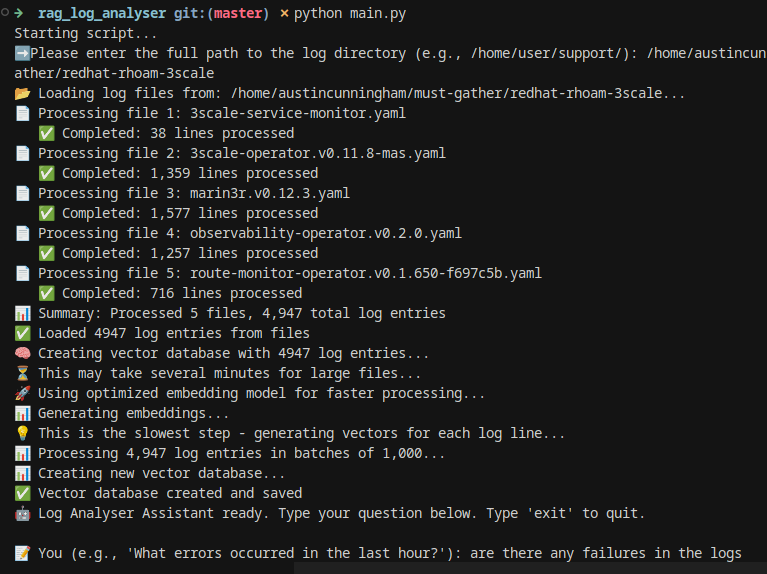 rag_log_analyser git:(master) ✗ python main.py
Starting script...
➡️Please enter the full path to the log directory (e.g., /home/user/support/): /home/austincun
ather/redhat-rhoam-3scale
📂 Loading log files from: /home/austincunningham/must-gather/redhat-rhoam-3scale...
📄 Processing file 1: 3scale-service-monitor.yaml
✅ Completed: 38 lines processed
📄 Processing file 2: 3scale-operator.v0.11.8-mas.yaml
✅ Completed: 1,359 lines processed
📄 Processing file 3: marin3r.v0.12.3.yaml
✅ Completed: 1,577 lines processed
📄 Processing file 4: observability-operator.v0.2.0.yaml
✅ Completed: 1,257 lines processed
📄 Processing file 5: route-monitor-operator.v0.1.650-f697c5b.yaml
✅ Completed: 716 lines processed
📊 Summary: Processed 5 files, 4,947 total log entries
✅ Loaded 4947 log entries from files
🧠 Creating vector database with 4947 log entries...
⏳ This may take several minutes for large files...
🚀 Using optimized embedding model for faster processing...
📊 Generating embeddings...
💡 This is the slowest step - generating vectors for each log line...
📊 Processing 4,947 log entries in batches of 1,000...
📊 Creating new vector database...
✅ Vector database created and saved
🤖 Log Analyser Assistant ready. Type your question below. Type 'exit' to quit.
📝 You (e.g., 'What errors occurred in the last hour?'): are there any failures in the logs